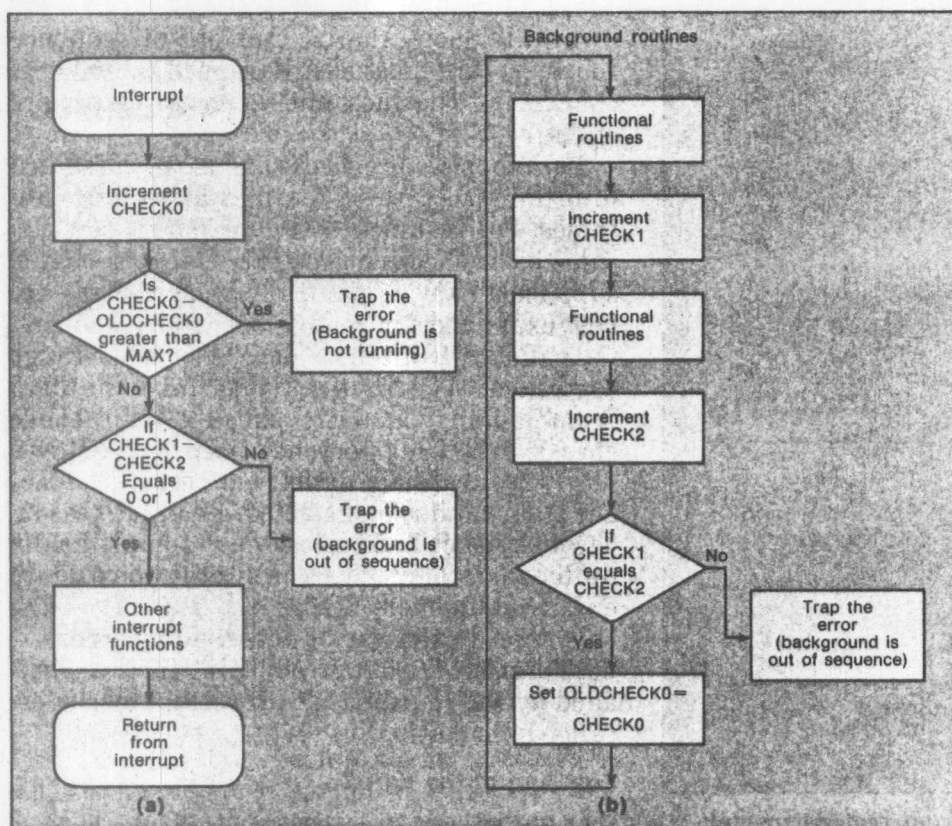 Interrupt
Increment
CHECK0
Is
CHECK0–
OLDCHECK0
greater than
MAX?
Yes
Trap the
error
(Background is
not running)
No
If
CHECK1–
CHECK2
Equals
0 or 1
No
Trap the
error
(background is
out of sequence)
Yes
Other
interrupt
functions
Return
from
interrupt
(a)
Background routines
Functional
routines
Increment
CHECK1
Functional
routines
Increment
CHECK2
If
CHECK1
equals
CHECK2
No
Trap the
error
(background is
out of sequence)
Yes
Set OLDCHECK0=
CHECK0
(b)